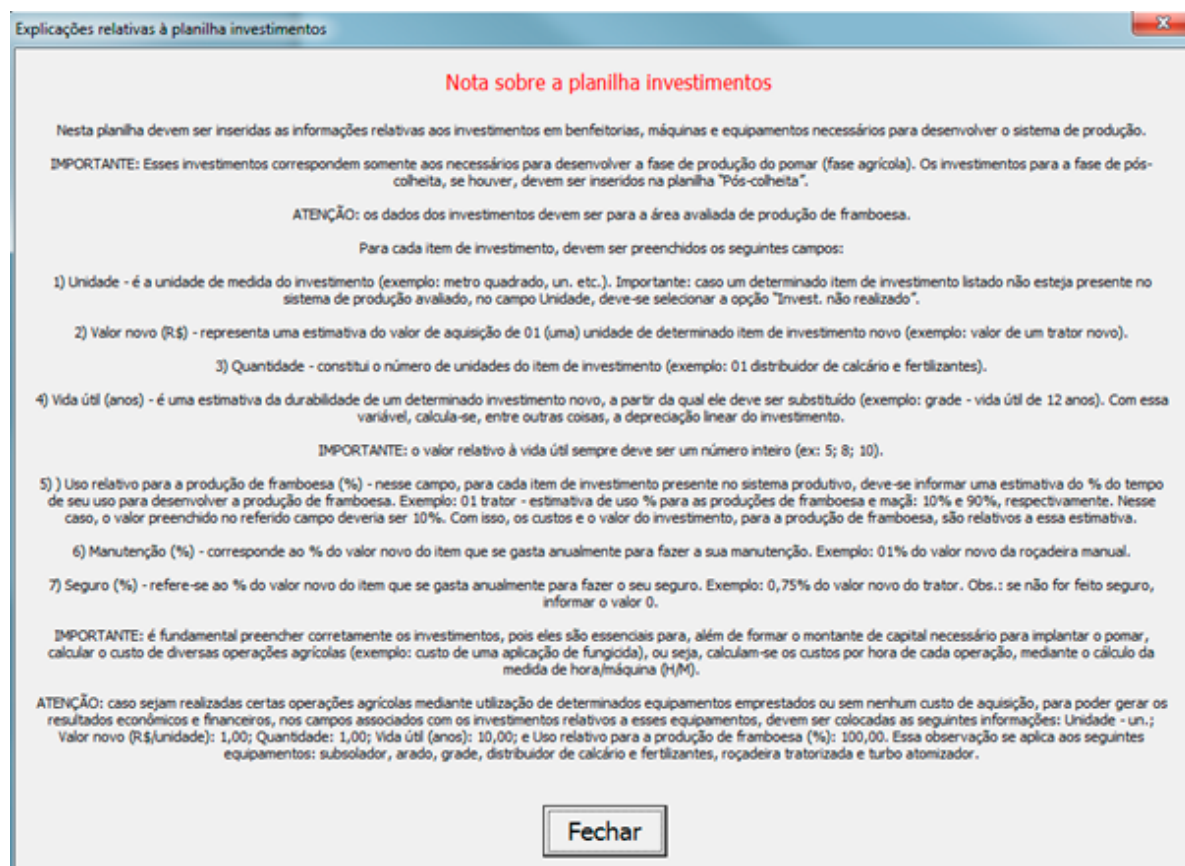 Explicações relativas à planilha investimentos
Nota sobre a planilha investimentos
Nesta planilha devem ser inseridas as informações relativas aos investimentos em benfeitorias, máquinas e equipamentos necessários para desenvolver o sistema de produção.
IMPORTANTE: Esses investimentos correspondem somente aos necessários para desenvolver a fase de produção do pomar (fase agrícola). Os investimentos para a fase de pós-
colheita, se houver, devem ser inseridos na planilha "Pós-colheita".
ATENÇÃO: os dados dos investimentos devem ser para a área avaliada de produção de framboesa.
Para cada item de investimento, devem ser preenchidos os seguintes campos:
1) Unidade - é a unidade de medida do investimento (exemplo: metro quadrado, un. etc.). Importante: caso um determinado item de investimento listado não esteja presente no
sistema de produção avaliado, no campo Unidade, deve-se selecionar a opção "Invest. não realizado".
2) Valor novo (R$) - representa uma estimativa do valor de aquisição de 01 (uma) unidade de determinado item de investimento novo (exemplo: valor de um trator novo).
3) Quantidade - constitui o número de unidades do item de investimento (exemplo: 01 distribuidor de calcário e fertilizantes).
4) Vida útil (anos) - é uma estimativa da durabilidade de um determinado investimento novo, a partir da qual ele deve ser substituído (exemplo: grade - vida útil de 12 anos). Com essa
variável, calcula-se, entre outras coisas, a depreciação linear do investimento.
IMPORTANTE: o valor relativo à vida útil sempre deve ser um número inteiro (ex: 5; 8; 10).
5) ) Uso relativo para a produção de framboesa (%) - nesse campo, para cada item de investimento presente no sistema produtivo, deve-se informar uma estimativa do % do tempo
de seu uso para desenvolver a produção de framboesa. Exemplo: 01 trator - estimativa de uso % para as produções de framboesa e maçã: 10% e 90%, respectivamente. Nesse
caso, o valor preenchido no referido campo deveria ser 10%. Com isso, os custos e o valor do investimento, para a produção de framboesa, são relativos a essa estimativa.
6) Manutenção (%) - corresponde ao % do valor novo do item que se gasta anualmente para fazer a sua manutenção. Exemplo: 01% do valor novo da roçadeira manual.
7) Seguro (%) - refere-se ao % do valor novo do item que se gasta anualmente para fazer o seu seguro. Exemplo: 0,75% do valor novo do trator. Obs.: se não for feito seguro,
informar o valor 0.
IMPORTANTE: é fundamental preencher corretamente os investimentos, pois eles são essenciais para, além de formar o montante de capital necessário para implantar o pomar,
calcular o custo de diversas operações agrícolas (exemplo: custo de uma aplicação de fungicida), ou seja, calculam-se os custos por hora de cada operação, mediante o cálculo da
medida de hora/máquina (H/M).
ATENÇÃO: caso sejam realizadas certas operações agrícolas mediante utilização de determinados equipamentos emprestados ou sem nenhum custo de aquisição, para poder gerar os
resultados econômicos e financeiros, nos campos associados com os investimentos relativos a esses equipamentos, devem ser colocadas as seguintes informações: Unidade - un.;
Valor novo (R$/unidade): 1,00; Quantidade: 1,00; Vida útil (anos): 10,00; e Uso relativo para a produção de framboesa (%): 100,00. Essa observação se aplica aos seguintes
equipamentos: subsolador, arado, grade, distribuidor de calcário e fertilizantes, roçadeira tratorizada e turbo atomizador.
Fechar